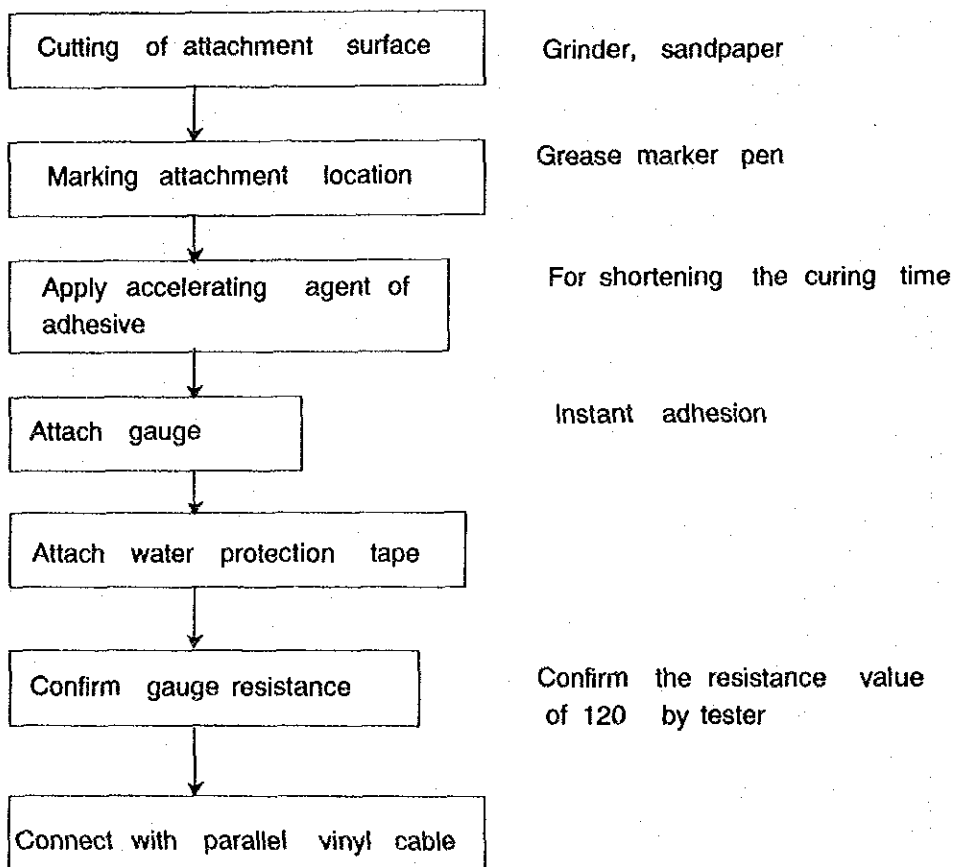 Cutting of attachment surface
Grinder, sandpaper
Marking attachment location
Grease marker pen
Apply accelerating agent of
adhesive
For shortening the curing time
Attach gauge
Instant adhesion
Attach water protection tape
Confirm gauge resistance
Confirm the resistance value
of 120 by tester
Connect with parallel vinyl cable